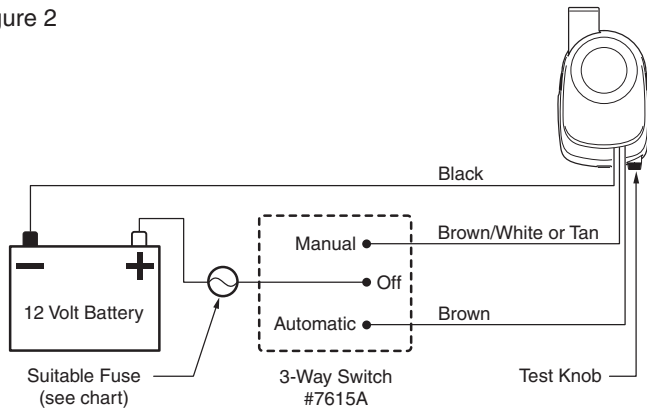 gure 2
Black
Manual
Brown/White or Tan
Off
12 Volt Battery
Automatic
Brown
Suitable Fuse
(see chart)
3-Way Switch
#7615A
Test Knob